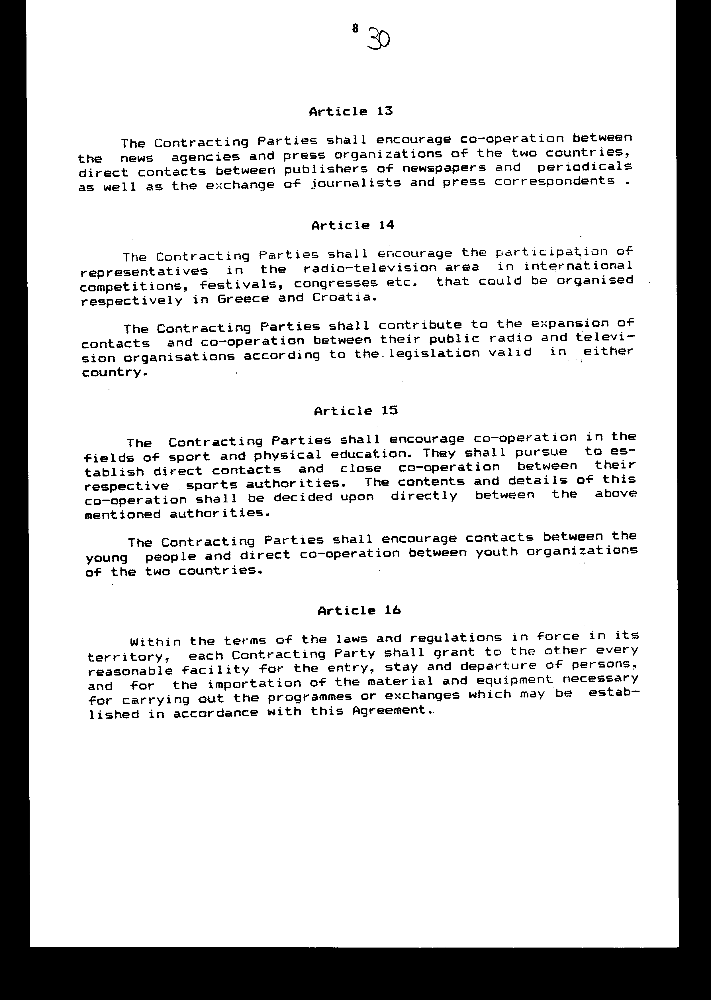 8 30
Article 13
The Contracting Parties shall encourage co-operation between
the news agencies and press organizations of the two countries,
direct contacts between publishers of newspapers and periodicals
as well as the exchange of journalists and press correspondents .
Article 14
The Contracting Parties shall encourage the participation of
representatives in the radio-television area in international
competitions, festivals, congresses etc. that could be organised
respectively in Greece and Croatia.
The Contracting Parties shall contribute to the expansion of
contacts and co-operation between their public radio and televi-
sion organisations according to the legislation valid in either
country.
Article 15
The Contracting Parties shall encourage co-operation in the
fields of sport and physical education. They shall pursue to es-
tablish direct contacts and close co-operation between their
respective sports authorities. The contents and details of this
co-operation shall be decided upon directly between the above
mentioned authorities.
The Contracting Parties shall encourage contacts between the
young people and direct co-operation between youth organizations
of the two countries.
Article 16
Within the terms of the laws and regulations in force in its
territory, each Contracting Party shall grant to the other every
reasonable facility for the entry, stay and departure of persons,
and for the importation of the material and equipment necessary
for carrying out the programmes or exchanges which may be estab-
lished in accordance with this Agreement.